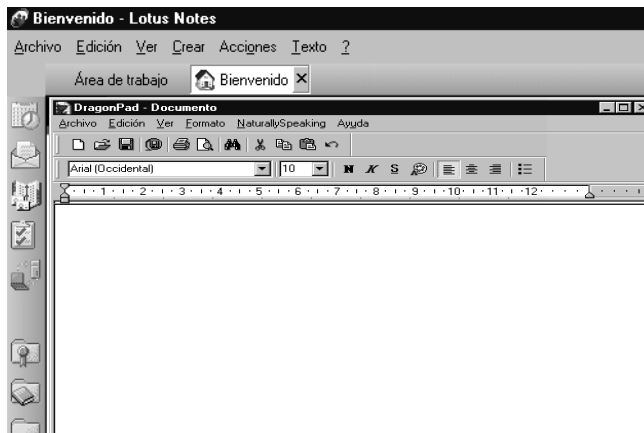 Bienvenido - Lotus Notes
Archivo Edición Ver Crear Acciones Texto ?
Área de trabajo Bienvenido
DragonPad - Documento
Archivo Edición Ver Formato NaturallySpeaking Ayuda
Arial (Occidental) 10 N K S
1 2 3 4 5 6 7 8 9 10 11 12